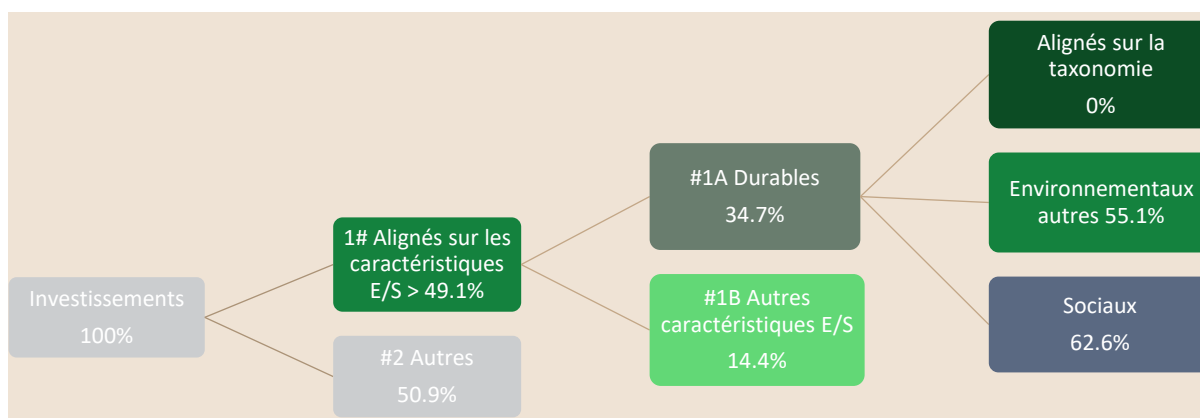 Investissements
100%
1# Alignés sur les
caractéristiques
E/S > 49.1%
#2 Autres
50.9%
#1A Durables
34.7%
#1B Autres
caractéristiques E/S
14.4%
Alignés sur la
taxonomie
0%
Environnementaux
autres 55.1%
Sociaux
62.6%